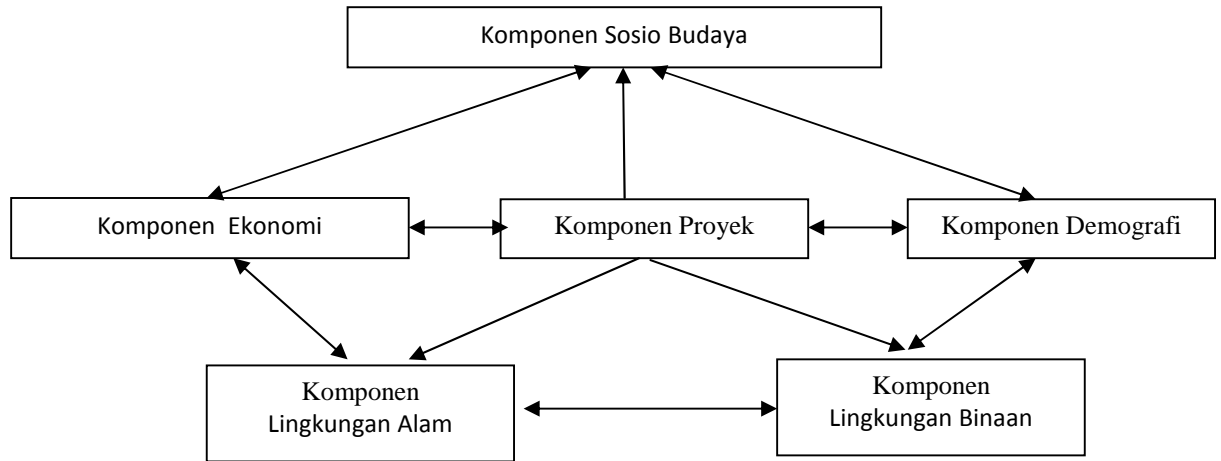 Komponen Sosio Budaya
Komponen Ekonomi
Komponen Proyek
Komponen Demografi
Komponen
Lingkungan Alam
Komponen
Lingkungan Binaan